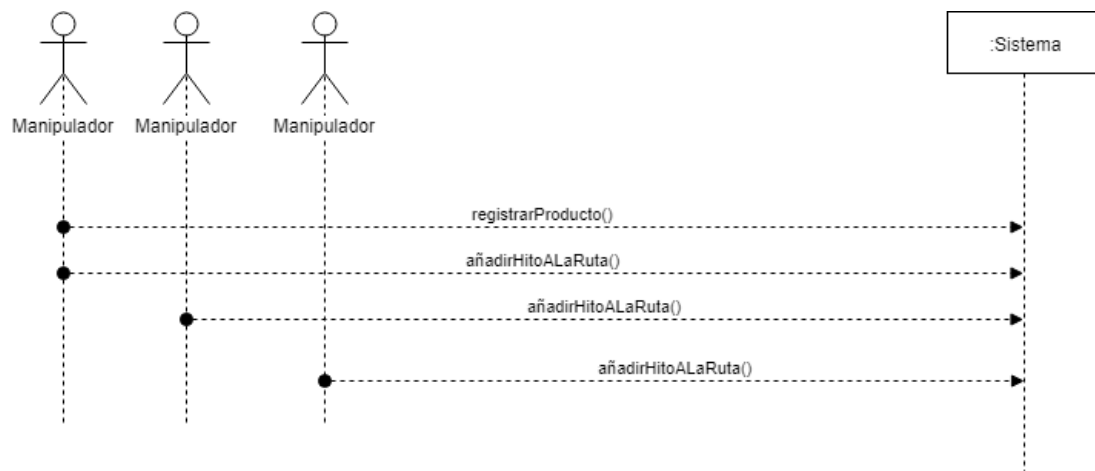 :Sistema
Manipulador
Manipulador
Manipulador
registrarProducto()
añadirHitoALaRuta()
añadirHitoALaRuta()
añadirHitoALaRuta()